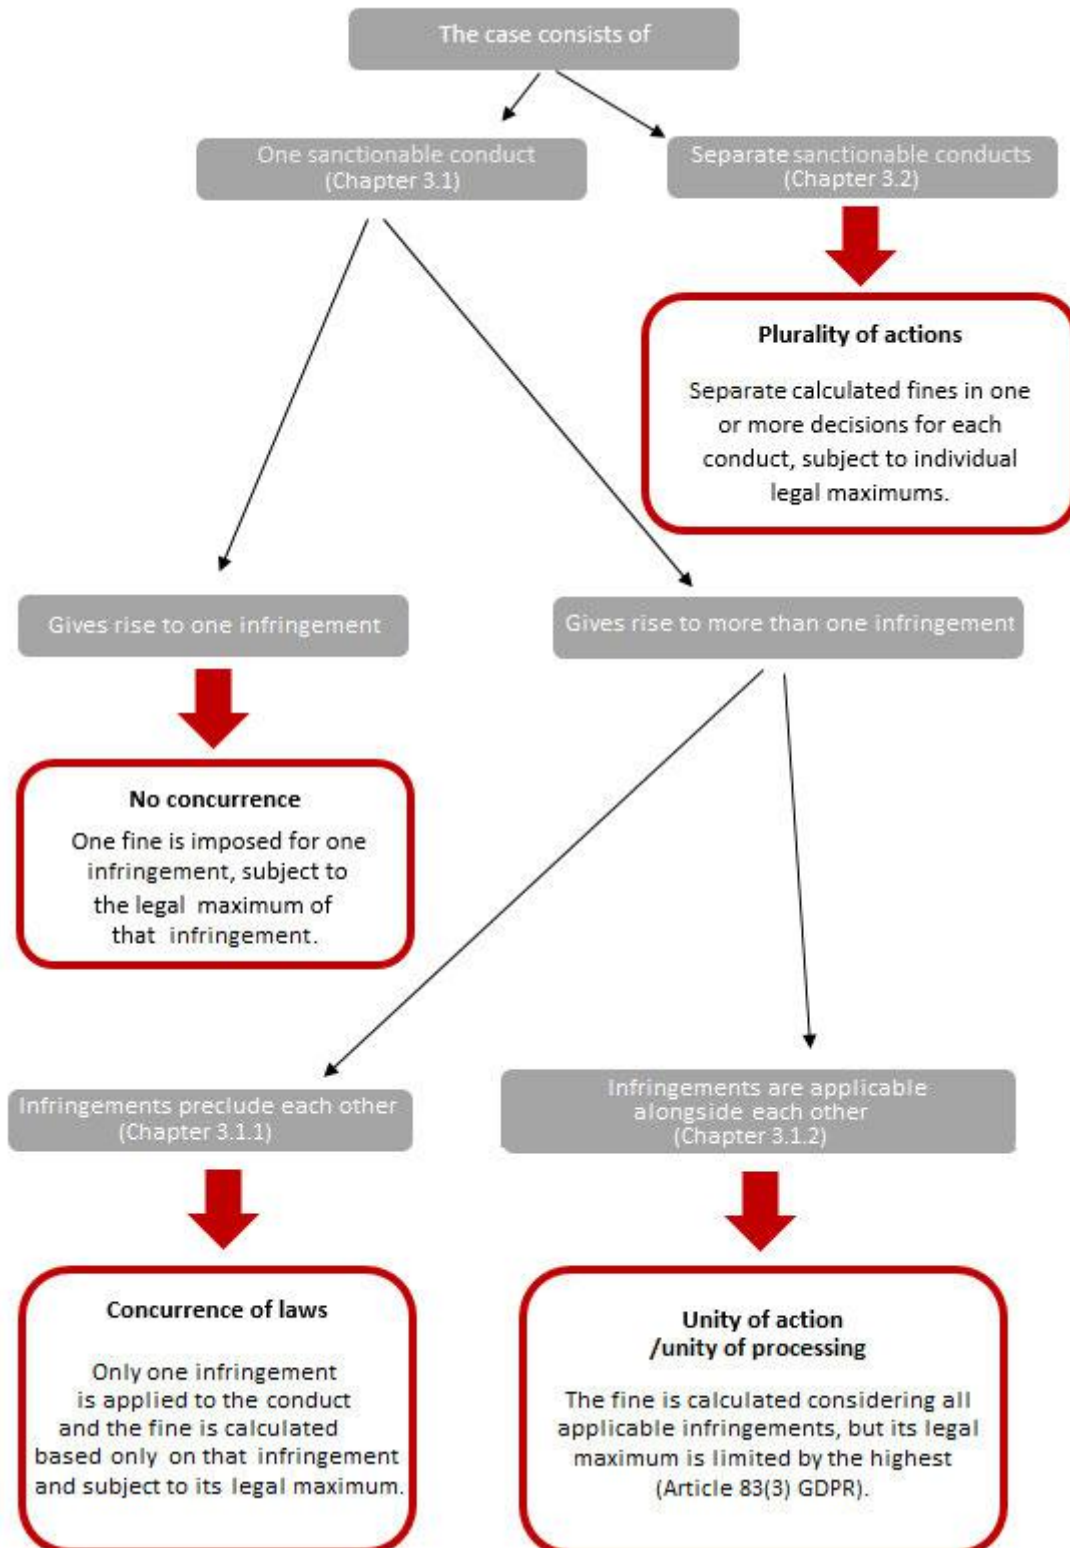 The case consists of
One sanctionable conduct
(Chapter 3.1)
Separate sanctionable conducts
(Chapter 3.2)
Plurality of actions
Separate calculated fines in one
or more decisions for each
conduct, subject to individual
legal maximums.
Gives rise to one infringement
Gives rise to more than one infringement
No concurrence
One fine is imposed for one
infringement, subject to
the legal maximum of
that infringement.
Infringements preclude each other
(Chapter 3.1.1)
Infringements are applicable
alongside each other
(Chapter 3.1.2)
Concurrence of laws
Only one infringement
is applied to the conduct
and the fine is calculated
based only on that infringement
and subject to its legal maximum.
Unity of action
/unity of processing
The fine is calculated considering all
applicable infringements, but its legal
maximum is limited by the highest
(Article 83(3) GDPR).